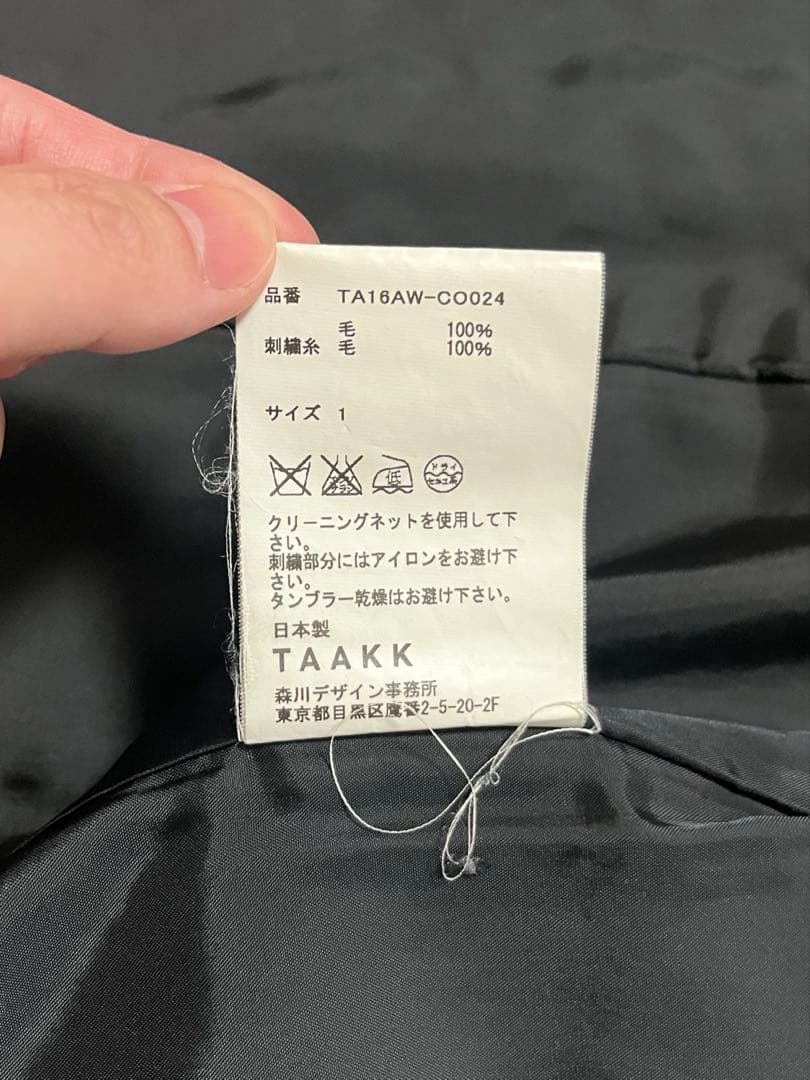 品番 TA16AW-CO024
毛 100%
刺繍糸 毛 100%
サイズ 1
低
ドライ
セキユ系
クリーニングネットを使用して下
さい。
刺繍部分にはアイロンをお避け下
さい。
タンブラー乾燥はお避け下さい。
日本製
TAAKK
森川デザイン事務所
東京都目黒区鷹番2-5-20-2F